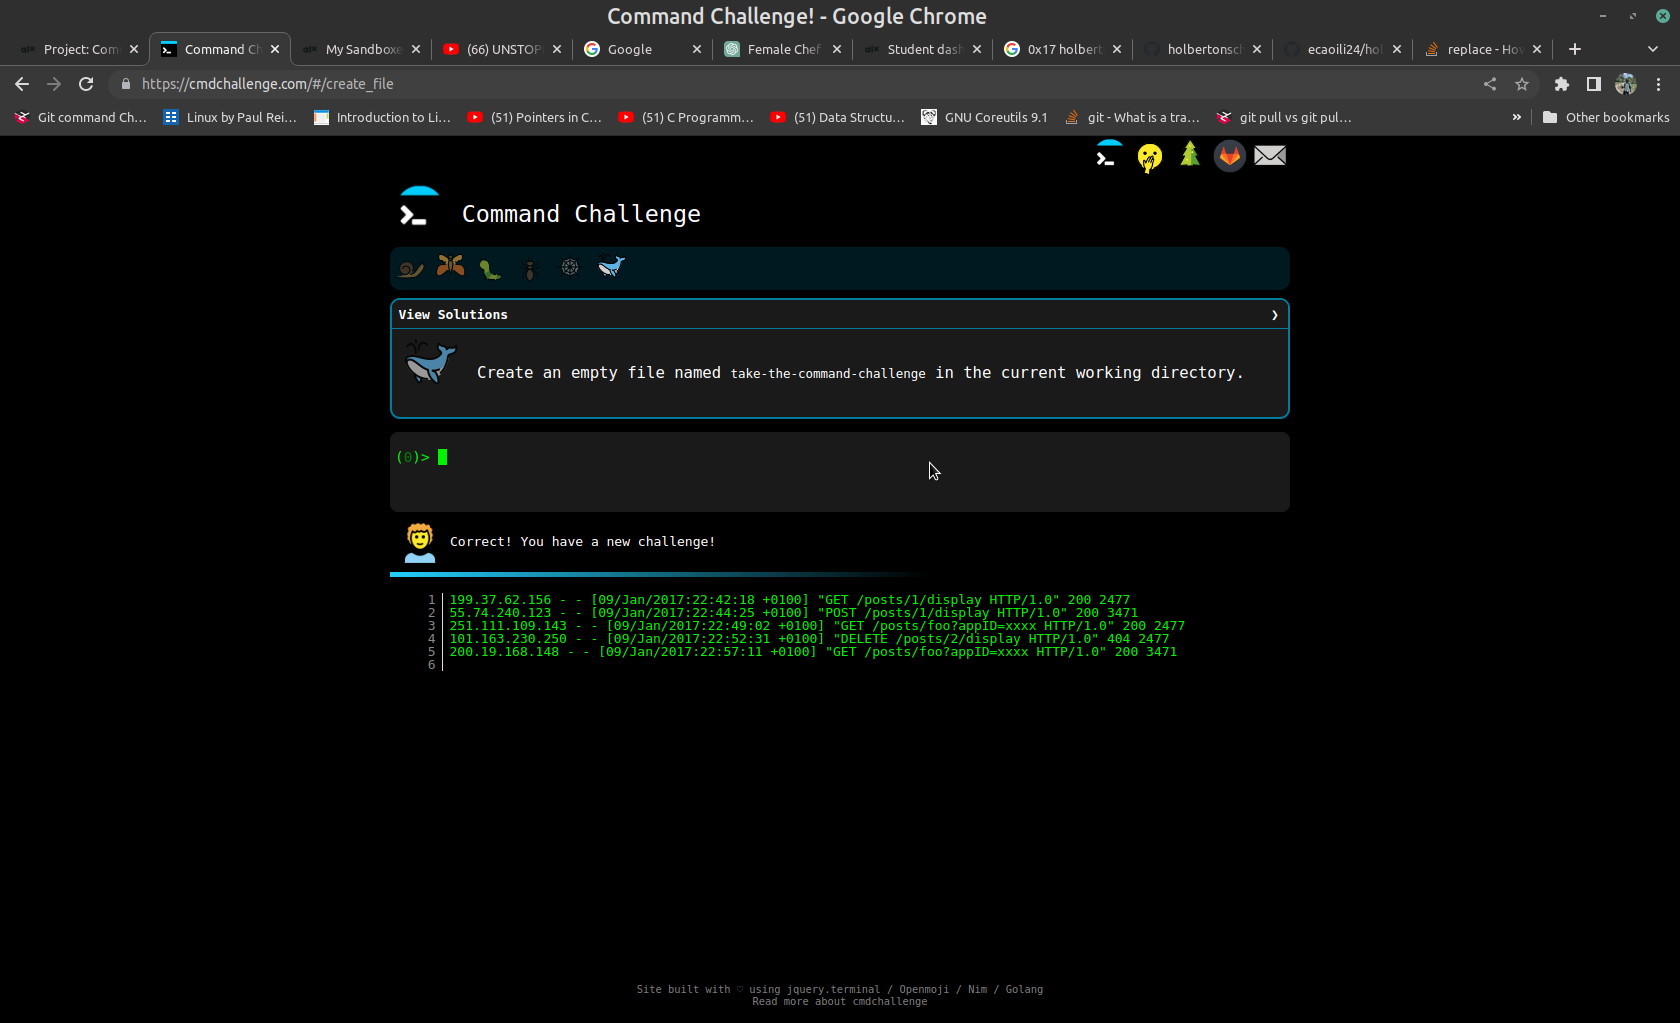 Command Challenge! - Google Chrome
Project: Com
Command Ch
My Sandboxe
(66) UNSTOP
Google
Female Chef
Student dash
0x17 holbert
holbertonsc
ecaoili24/hol
replace - How
https://cmdchallenge.com/#/create_file
Git command Ch...
Linux by Paul Rei...
Introduction to Li...
(51) Pointers in C...
(51) C Programm...
(51) Data Structu...
GNU Coreutils 9.1
git - What is a tra...
git pull vs git pul...
»
Other bookmarks
Command Challenge
View Solutions
Create an empty file named take-the-command-challenge in the current working directory.
(0)>
Correct! You have a new challenge!
1 199.37.62.156 - - [09/Jan/2017:22:42:18 +0100] "GET /posts/1/display HTTP/1.0" 200 2477
2 55.74.240.123 - - [09/Jan/2017:22:44:25 +0100] "POST /posts/1/display HTTP/1.0" 200 3471
3 251.111.109.143 - - [09/Jan/2017:22:49:02 +0100] "GET /posts/foo?appID=xxxx HTTP/1.0" 200 2477
4 101.163.230.250 - - [09/Jan/2017:22:52:31 +0100] "DELETE /posts/2/display HTTP/1.0" 404 2477
5 200.19.168.148 - - [09/Jan/2017:22:57:11 +0100] "GET /posts/foo?appID=xxxx HTTP/1.0" 200 3471
6
Site built with ♡ using jquery.terminal / Openmoji / Nim / Golang
Read more about cmdchallenge